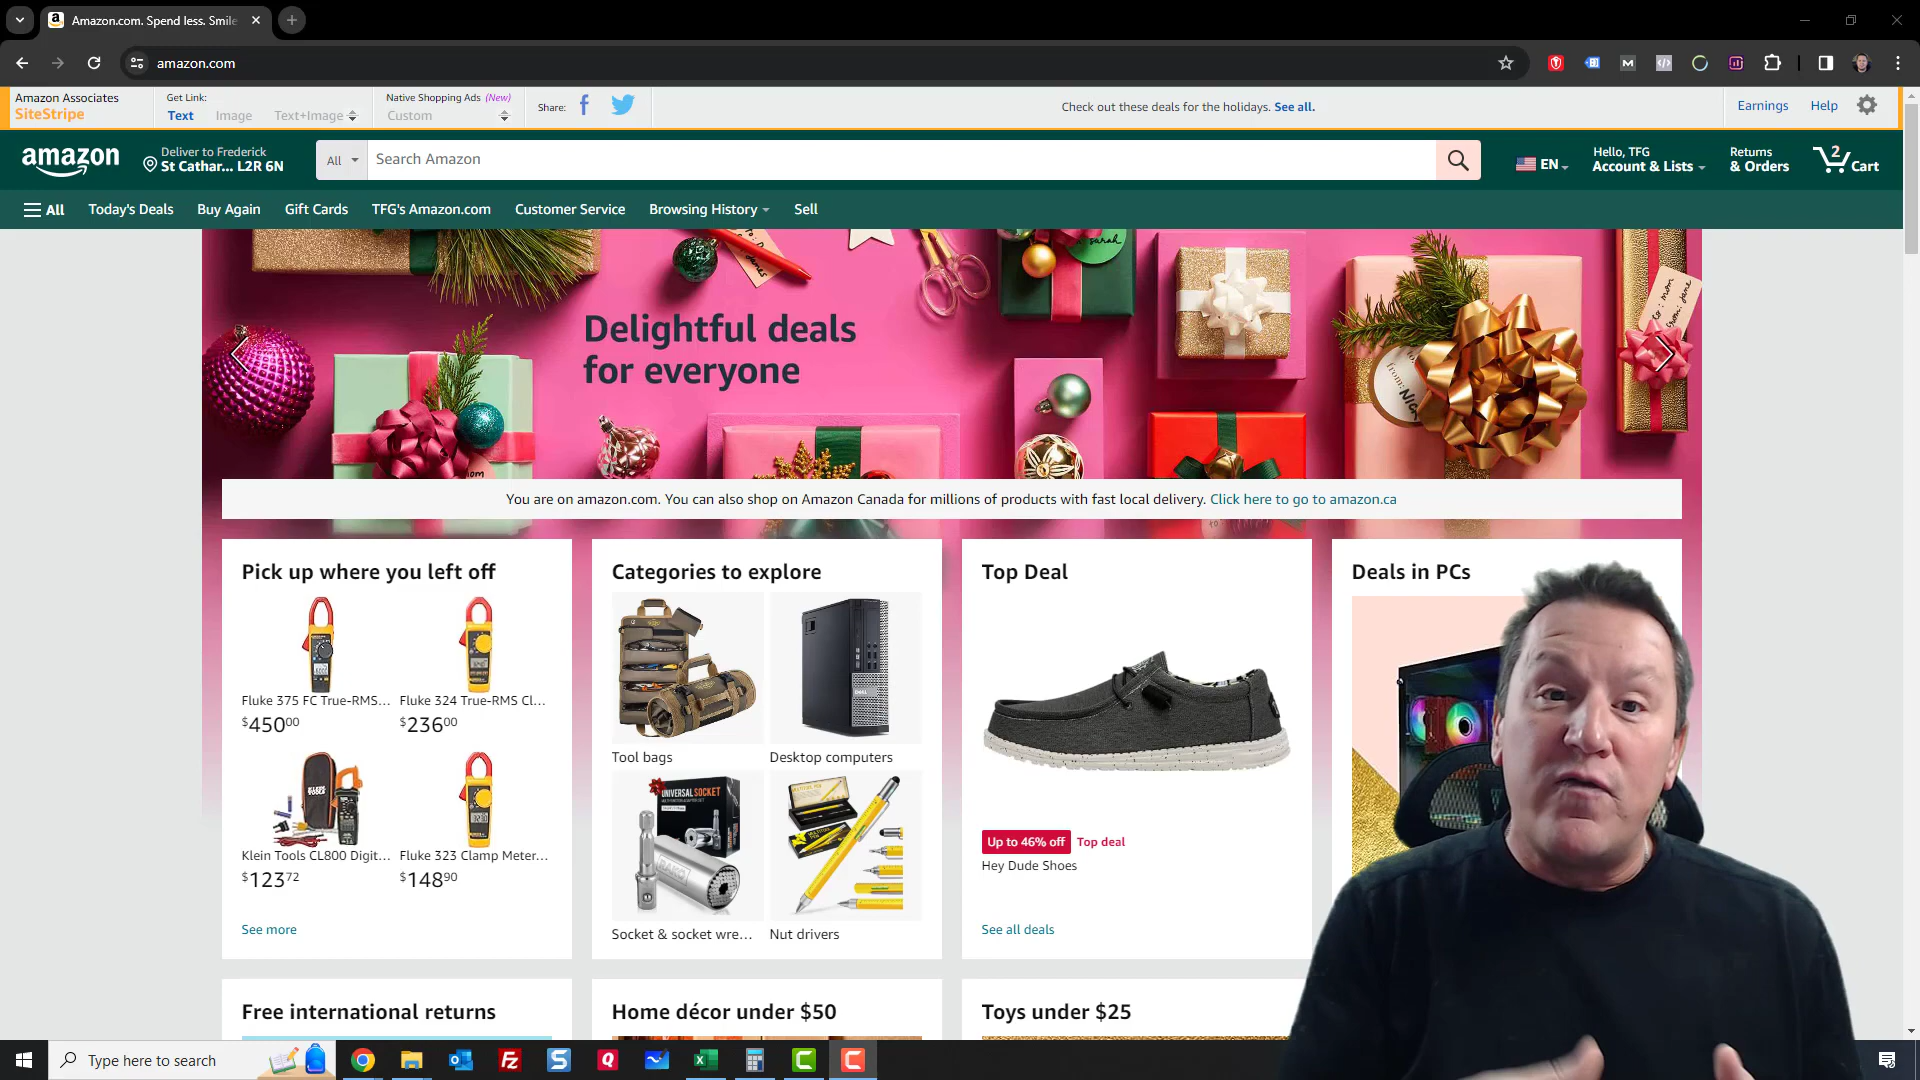 Amazon.com. Spend less. Smile
amazon.com
Amazon Associates
SiteStripe
Get Link:
Text
Image
Text+Image
Native Shopping Ads (New)
Custom
Share:
Check out these deals for the holidays. See all.
Earnings
Help
amazon
Deliver to Frederick
St Cathar... L2R 6N
All
Search Amazon
EN
Hello, TFG
Account & Lists
Returns
& Orders
2
Cart
All
Today's Deals
Buy Again
Gift Cards
TFG's Amazon.com
Customer Service
Browsing History
Sell
Delightful deals
for everyone
You are on amazon.com. You can also shop on Amazon Canada for millions of products with fast local delivery. Click here to go to amazon.ca
Pick up where you left off
Fluke 375 FC True-RMS...
$450 00
Fluke 324 True-RMS Cl...
$236 00
Klein Tools CL800 Digit...
$123 72
Fluke 323 Clamp Meter...
$148 90
See more
Categories to explore
Tool bags
Desktop computers
UNIVERSAL SOCKET
Socket & socket wre...
Nut drivers
Top Deal
Up to 46% off
Top deal
Hey Dude Shoes
See all deals
Deals in PCs
Free international returns
Home décor under $50
Toys under $25
Type here to search